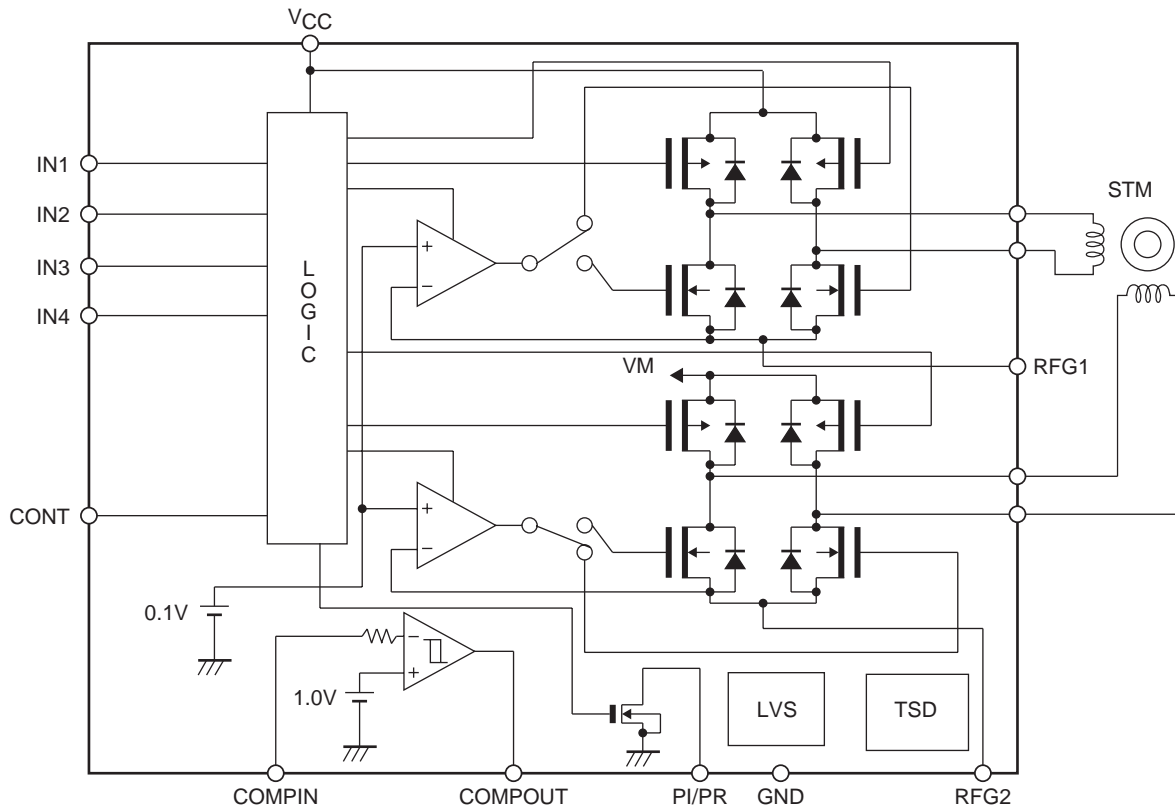 VCC
IN1
IN2
IN3
IN4
CONT
LOGIC
+
−
+
−
STM
RFG1
VM
0.1V
1.0V
−
+
LVS
TSD
COMPIN
COMPOUT
PI/PR
GND
RFG2